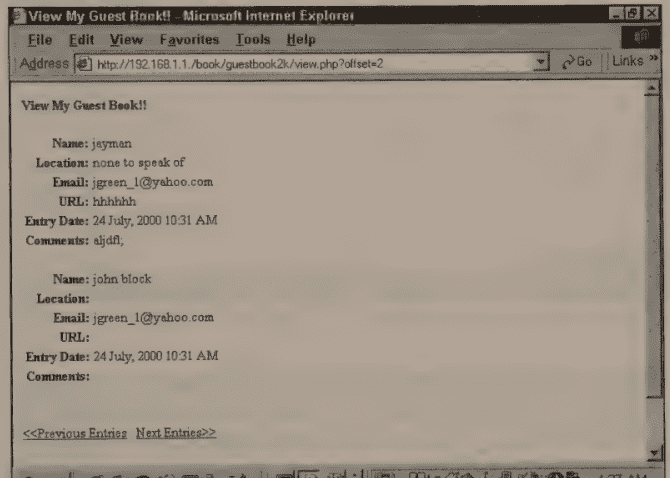 View My Guest Book!! - Microsoft Internet Explorer
File Edit View Favorites Tools Help
Address http://192.168.1.1./book/guestbook2k/view.php?offset=2 Go Links »
View My Guest Book!!
Name: jayman
Location: none to speak of
Email: jgreen_1@yahoo.com
URL: hhhhhh
Entry Date: 24 July, 2000 10:31 AM
Comments: aljdfl;
Name: john block
Location:
Email: jgreen_1@yahoo.com
URL:
Entry Date: 24 July, 2000 10:31 AM
Comments:
<<Previous Entries Next Entries>>